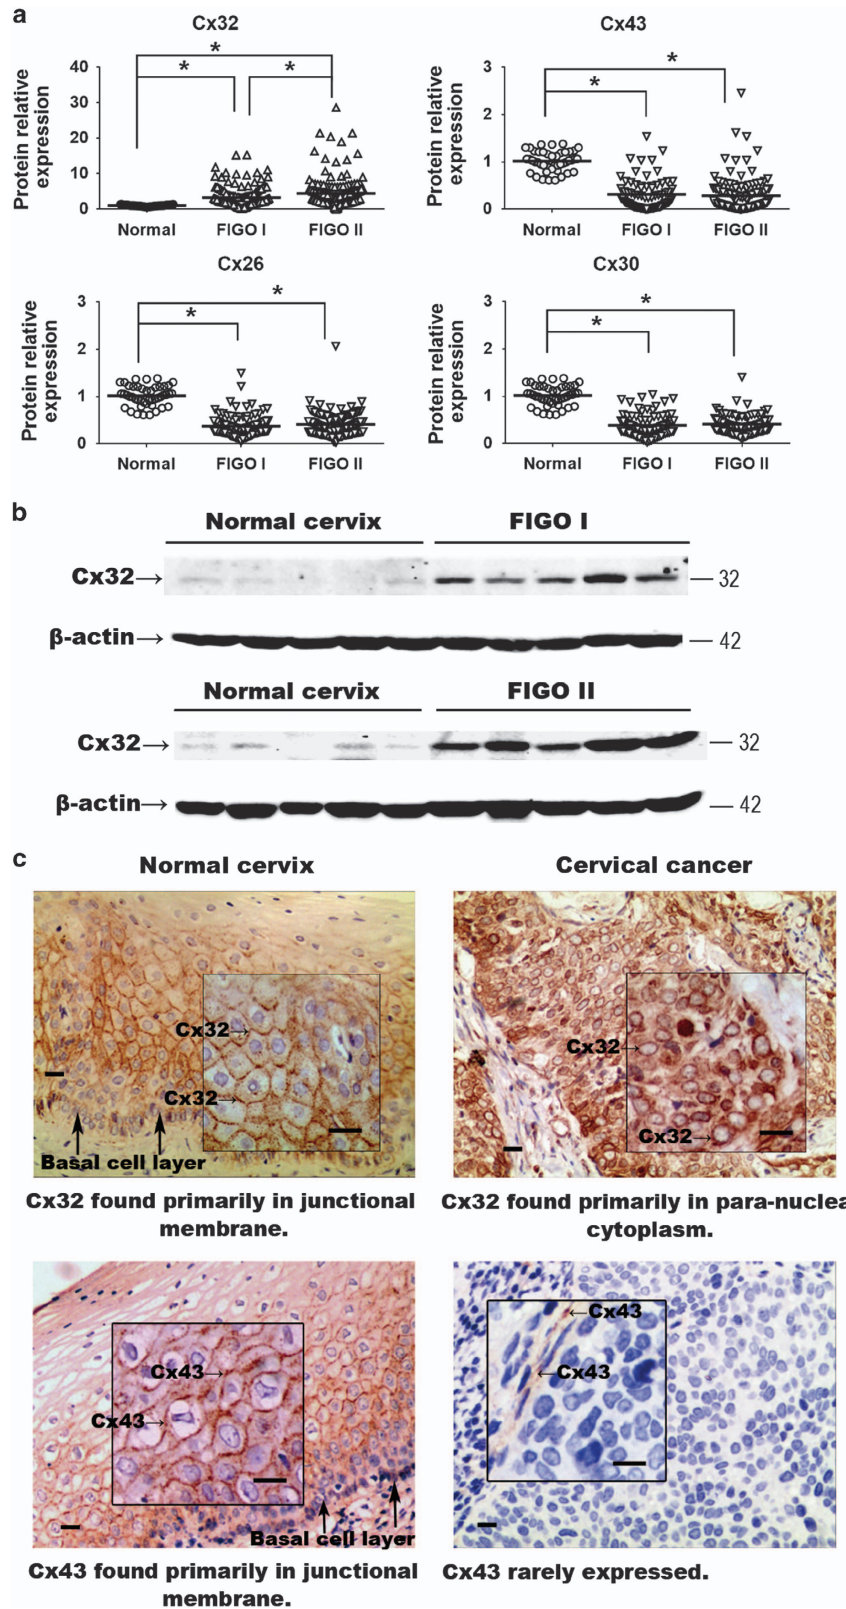 a
Cx32
Protein relative
expression
40
30
20
10
0
*
*
*
Normal
FIGO I
FIGO II
Cx43
Protein relative
expression
3
2
1
0
*
*
Normal
FIGO I
FIGO II
Cx26
Protein relative
expression
3
2
1
0
*
*
Normal
FIGO I
FIGO II
Cx30
Protein relative
expression
3
2
1
0
*
*
Normal
FIGO I
FIGO II
b
Normal cervix
FIGO I
Cx32→
— 32
β-actin→
— 42
Normal cervix
FIGO II
Cx32→
— 32
β-actin→
— 42
c
Normal cervix
Cervical cancer
Cx32→
Cx32→
Basal cell layer
Cx32→
Cx32→
Cx32 found primarily in junctional
membrane.
Cx32 found primarily in para-nuclea
cytoplasm.
Cx43→
Cx43→
Basal cell layer
←Cx43
←Cx43
Cx43 found primarily in junctional
membrane.
Cx43 rarely expressed.